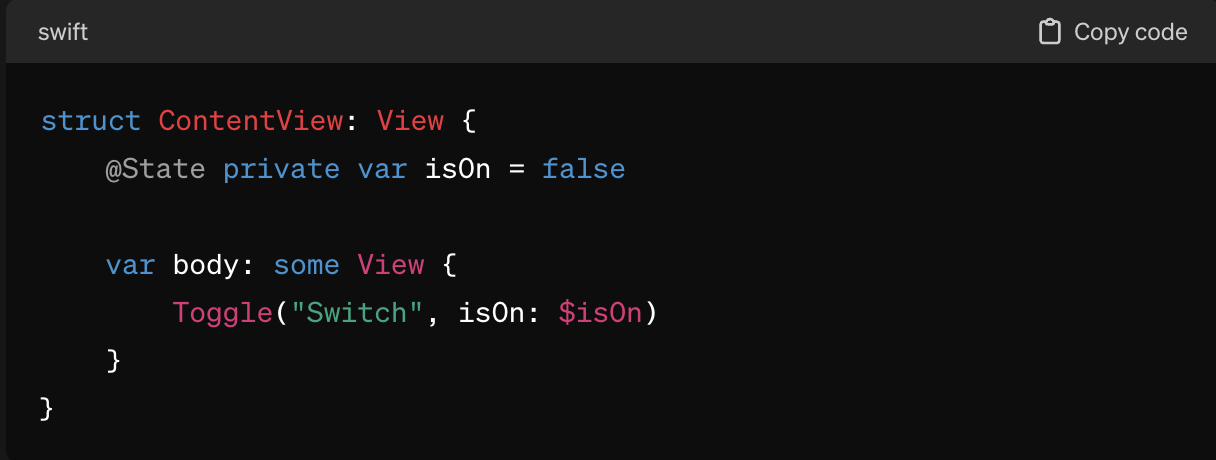 swift
Copy code
struct ContentView: View {
    @State private var isOn = false
    var body: some View {
        Toggle("Switch", isOn: $isOn)
    }
}